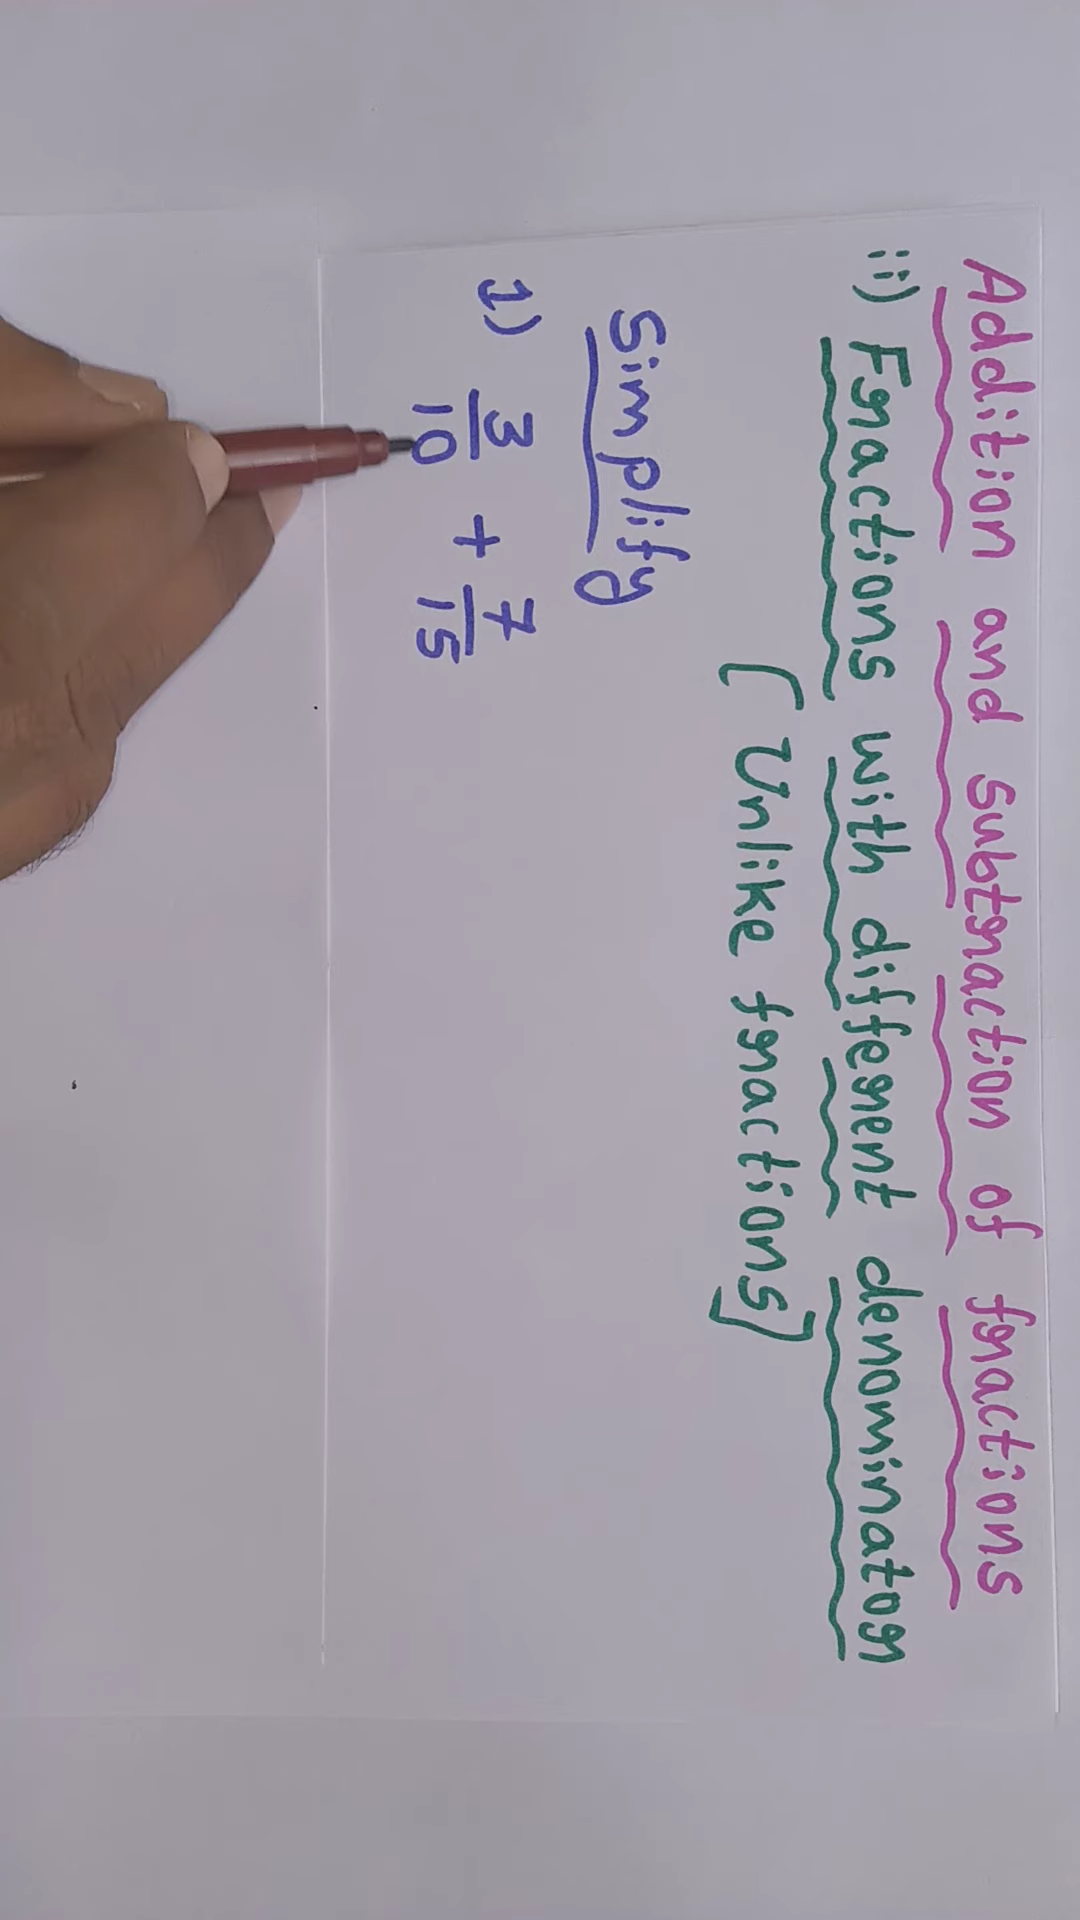 Addition and subtraction of fractions
ii) Fractions with different denominator
[Unlike fractions]
Simplify
1) 3/10 + 7/15